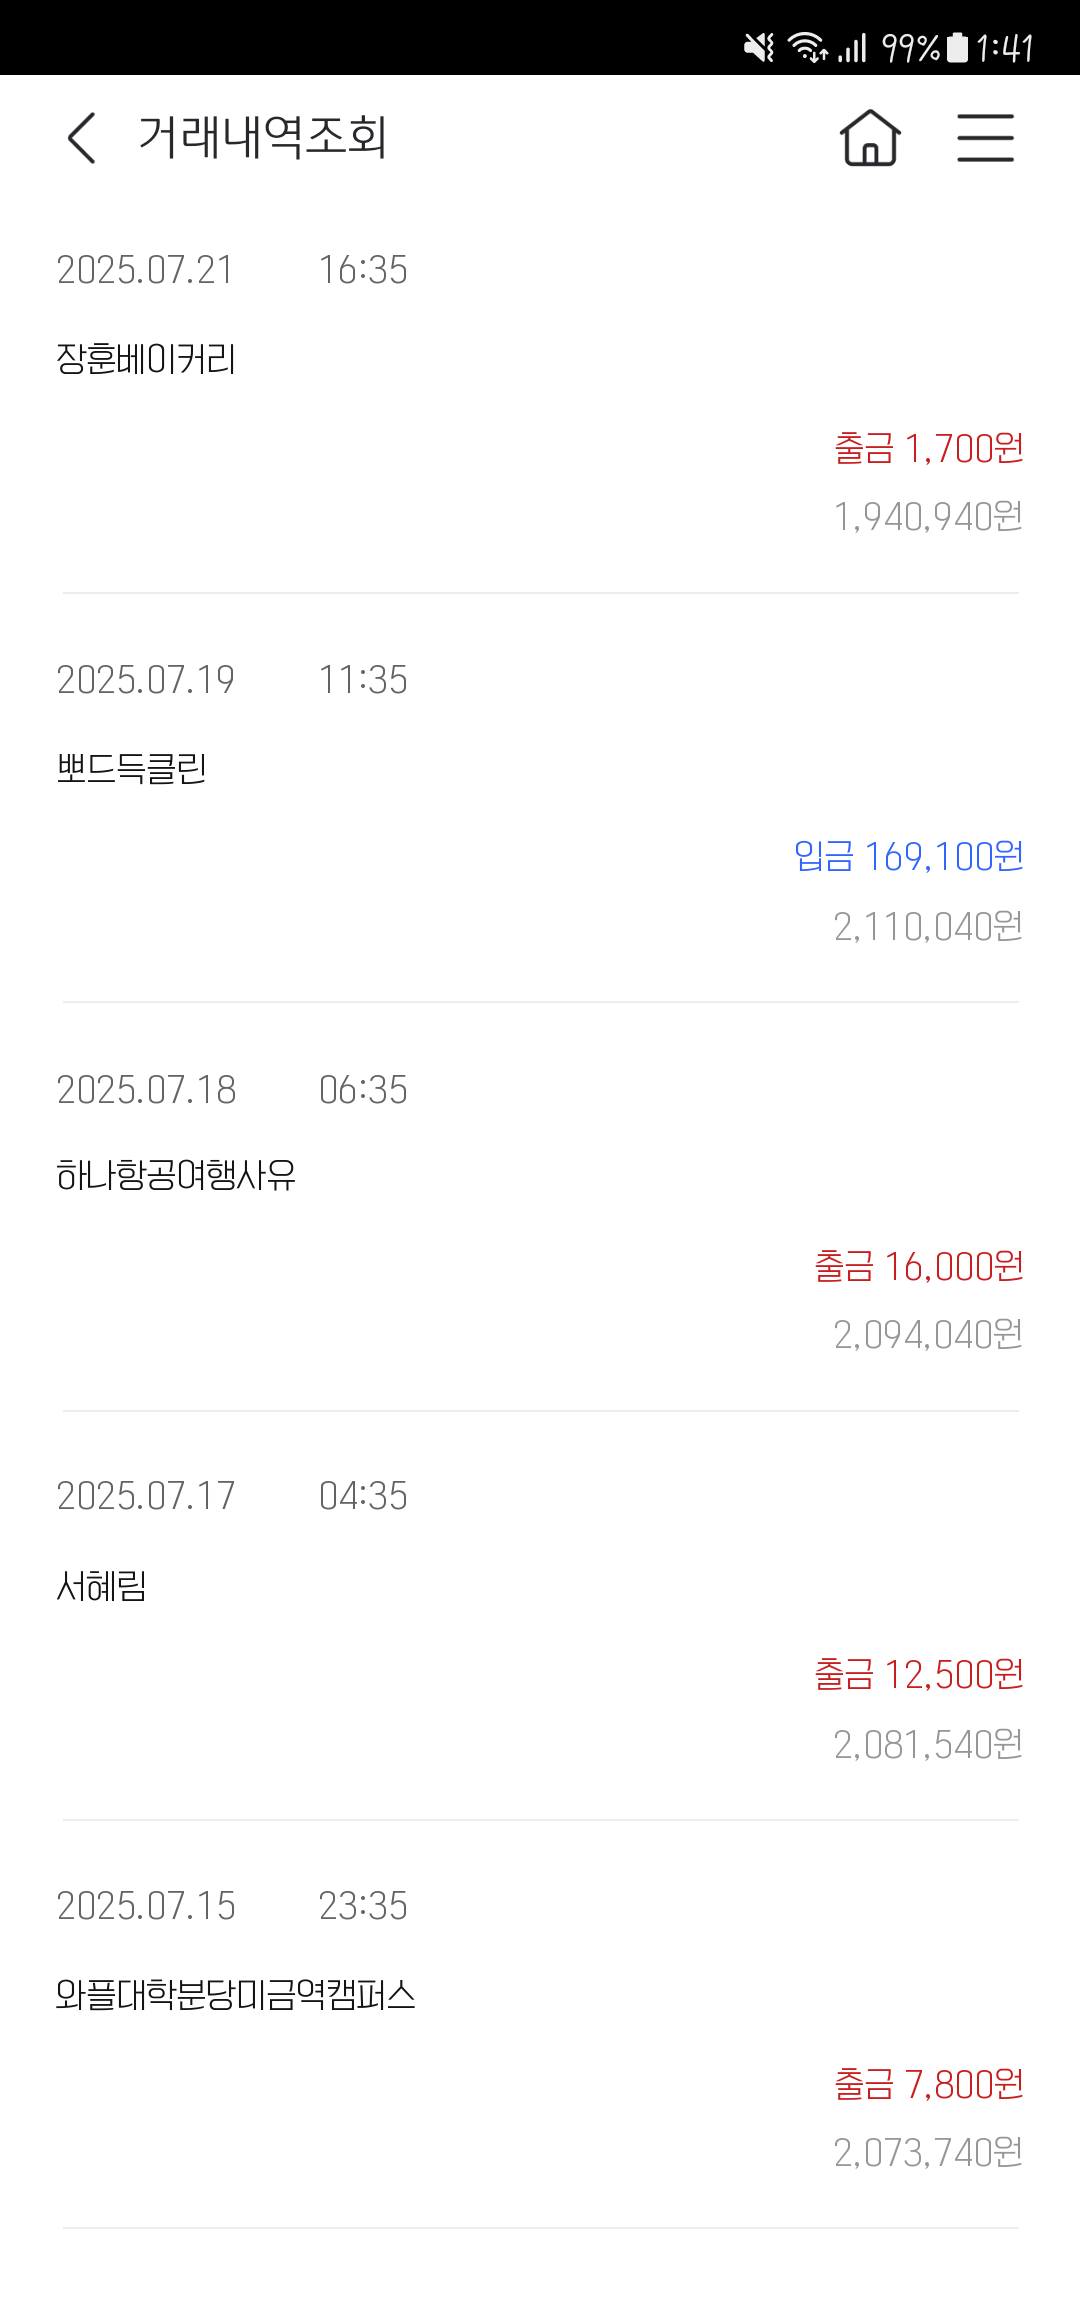 99% 1:41
거래내역조회
2025.07.21 16:35
장훈베이커리
출금 1,700원
1,940,940원
2025.07.19 11:35
뽀드득클린
입금 169,100원
2,110,040원
2025.07.18 06:35
하나항공여행사유
출금 16,000원
2,094,040원
2025.07.17 04:35
서혜림
출금 12,500원
2,081,540원
2025.07.15 23:35
와플대학분당미금역캠퍼스
출금 7,800원
2,073,740원